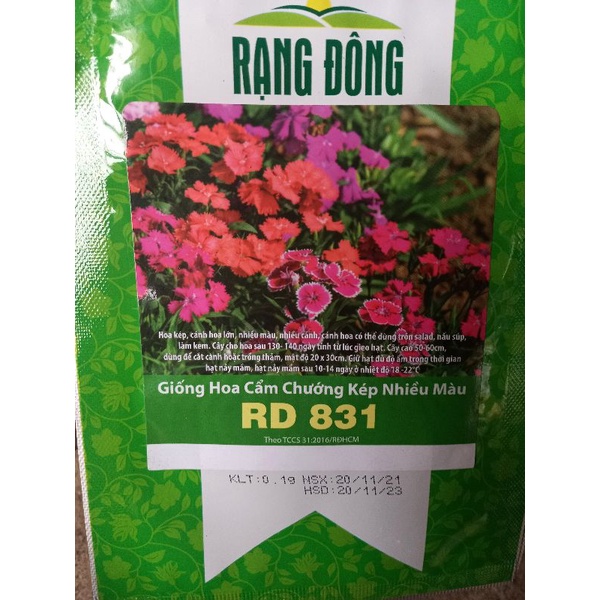 RẠNG ĐÔNG
Hoa kép, cánh hoa lớn, nhiều màu, nhiều cánh, cánh hoa có thể dùng trộn salad, nấu súp,
làm kem. Cây cho hoa sau 130- 140 ngày tính từ lúc gieo hạt. Cây cao 50-60cm,
dùng để cắt cành hoặc trồng thảm, mật độ 20 x 30cm. Giữ hạt đủ độ ẩm trong thời gian
hạt nảy mầm, hạt nảy mầm sau 10-14 ngày ở nhiệt độ 18 -22°C
Giống Hoa Cẩm Chướng Kép Nhiều Màu
RD 831
Theo TCCS 31:2016/RĐHCM
KLT:0.1g NSX:20/11/21
HSD:20/11/23